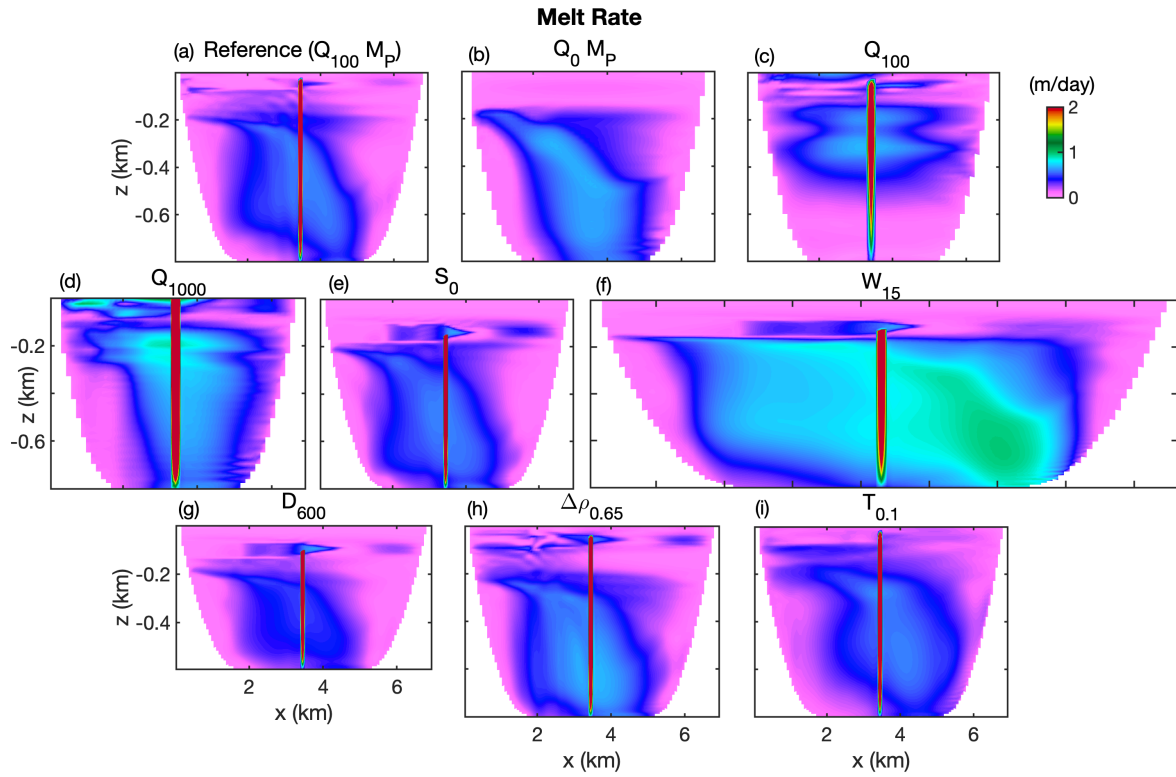 Melt Rate
(a) Reference (Q100 MP)
(b) Q0 MP
(c) Q100
(m/day)
2
1
0
-0.2
-0.4
-0.6
z (km)
(d) Q1000
(e) S0
(f) W15
-0.2
-0.6
z (km)
(g) D600
(h) Δρ0.65
(i) T0.1
-0.2
-0.4
z (km)
2 4 6
x (km)
2 4 6
x (km)
2 4 6
x (km)